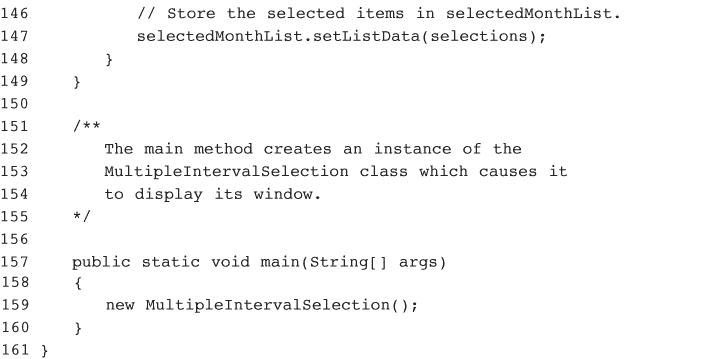 146           // Store the selected items in selectedMonthList.
147           selectedMonthList.setListData(selections);
148        }
149     }
150
151     /**
152        The main method creates an instance of the
153        MultipleIntervalSelection class which causes it
154        to display its window.
155     */
156
157     public static void main(String[] args)
158     {
159        new MultipleIntervalSelection();
160     }
161 }